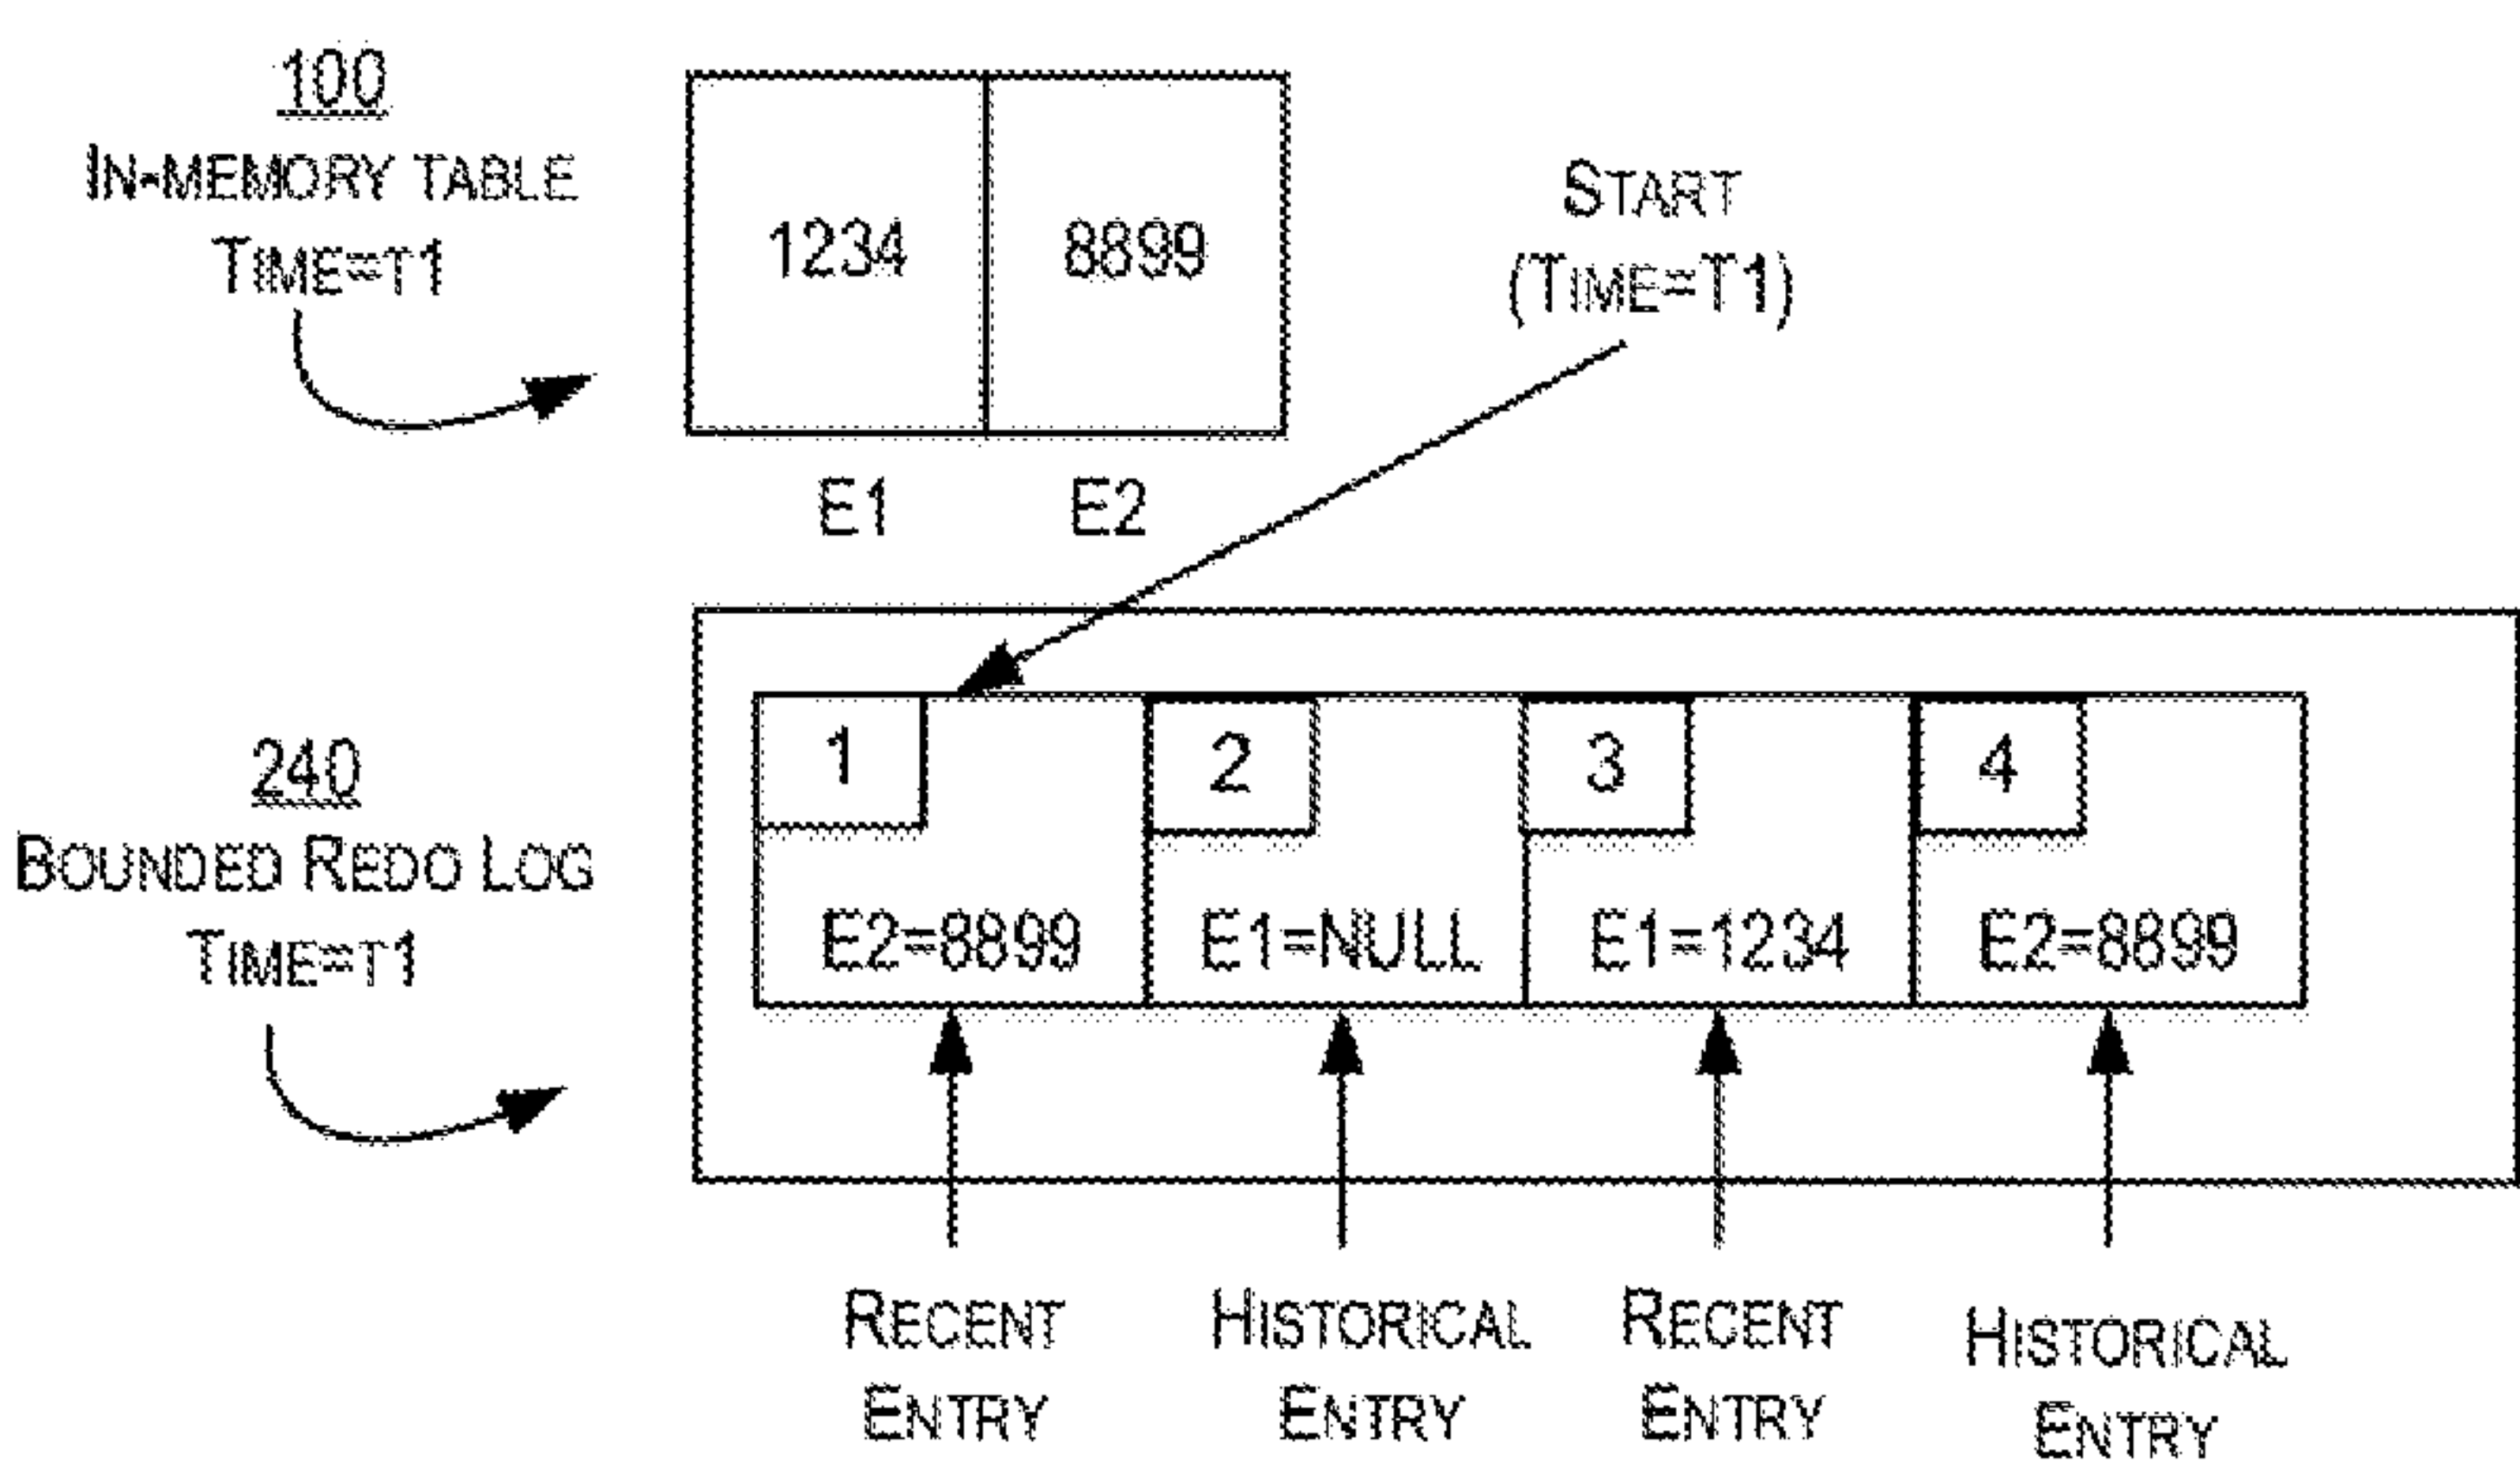 100
IN-MEMORY TABLE
TIME=T1
1234 8899
E1 E2
START
(TIME=T1)
240
BOUNDED REDO LOG
TIME=T1
1 2 3 4
E2=8899 E1=NULL E1=1234 E2=8899
RECENT
ENTRY
HISTORICAL
ENTRY
RECENT
ENTRY
HISTORICAL
ENTRY